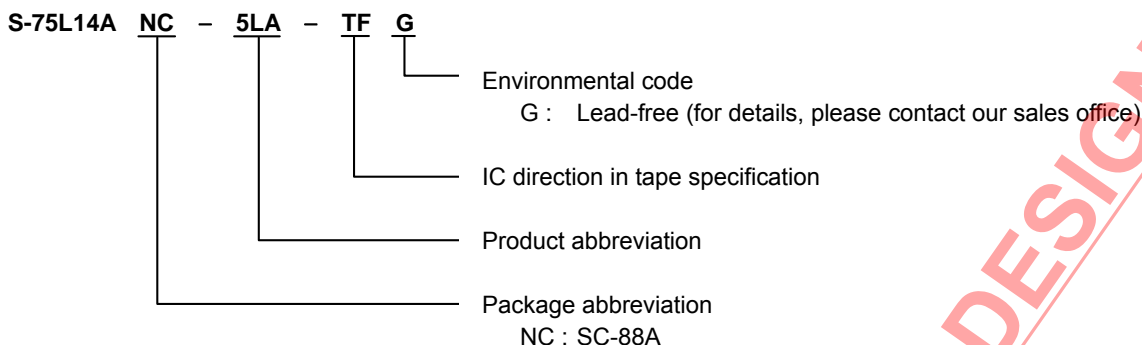 S-75L14A NC – 5LA – TF G
Environmental code
G : Lead-free (for details, please contact our sales office)
IC direction in tape specification
Product abbreviation
Package abbreviation
NC : SC-88A
DESIGN